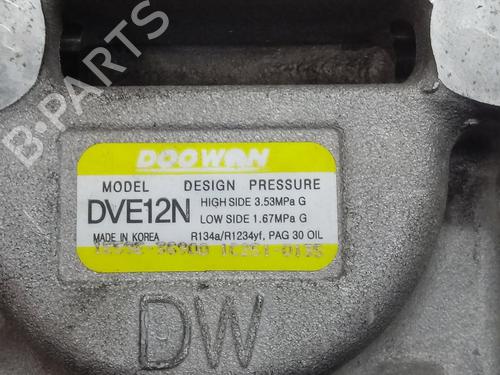 B-PARTS
DOOWON
MODEL DESIGN PRESSURE
DVE12N HIGH SIDE 3.53MPa G
LOW SIDE 1.67MPa G
MADE IN KOREA R134a/R1234yf, PAG 30 OIL
DW